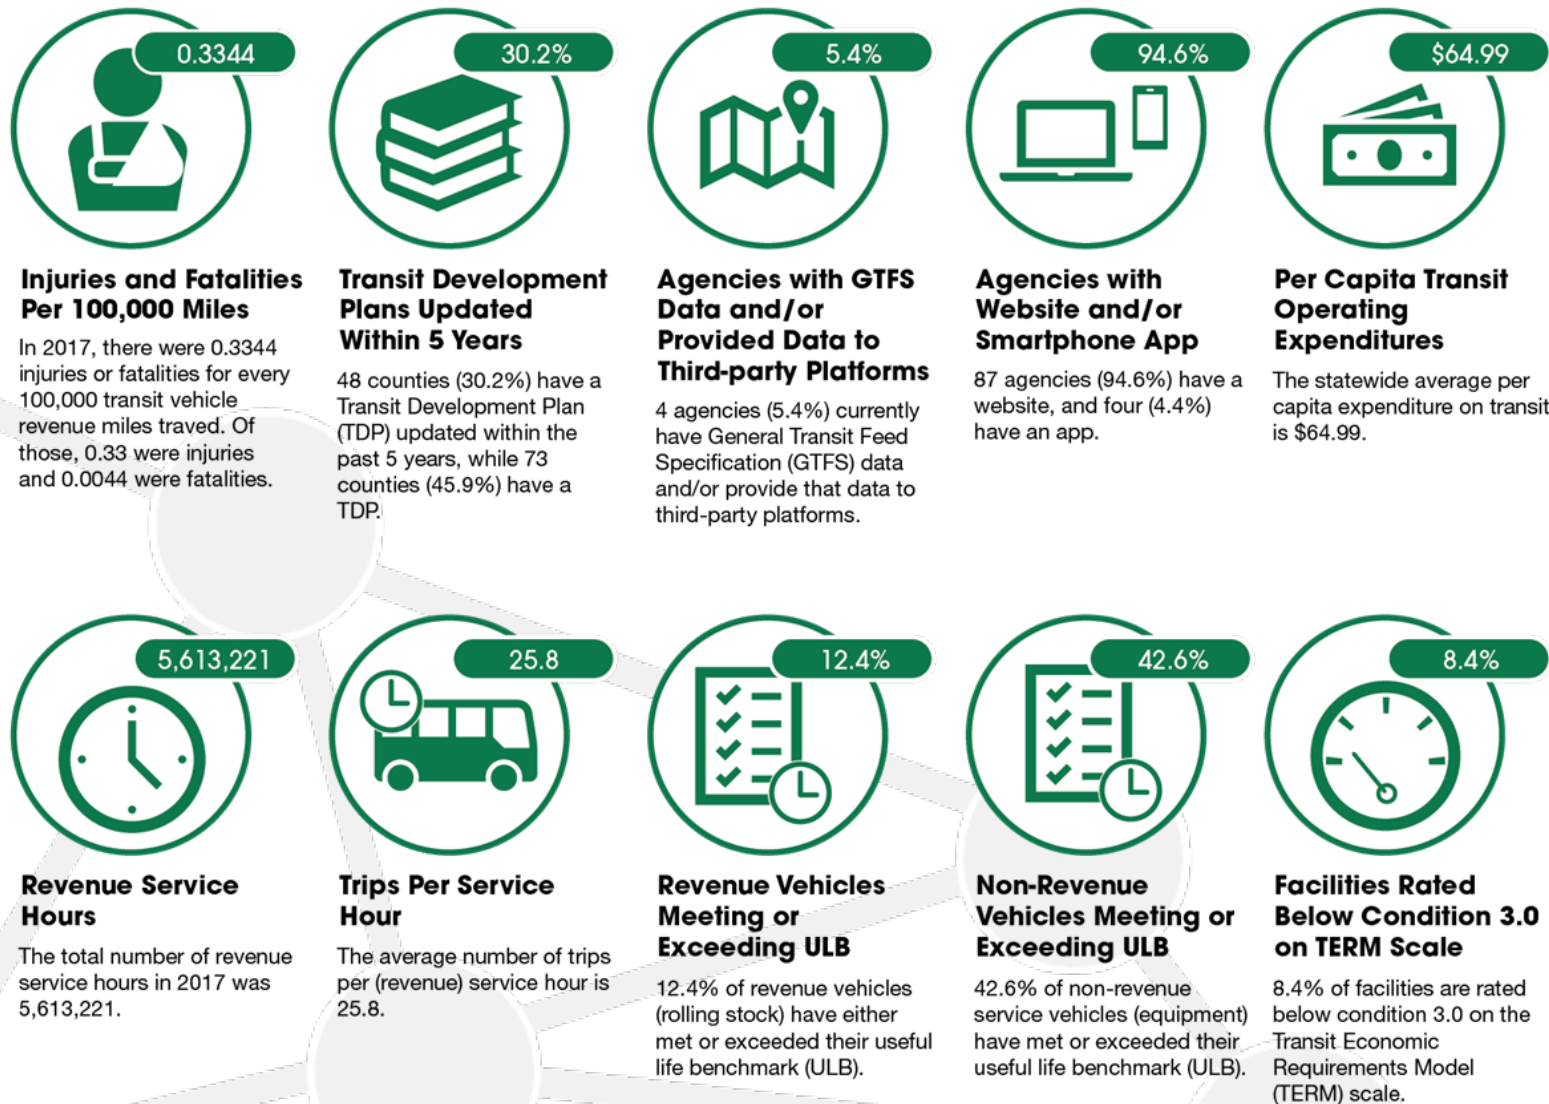 0.3344
Injuries and Fatalities
Per 100,000 Miles
In 2017, there were 0.3344
injuries or fatalities for every
100,000 transit vehicle
revenue miles traved. Of
those, 0.33 were injuries
and 0.0044 were fatalities.
30.2%
Transit Development
Plans Updated
Within 5 Years
48 counties (30.2%) have a
Transit Development Plan
(TDP) updated within the
past 5 years, while 73
counties (45.9%) have a
TDP.
5.4%
Agencies with GTFS
Data and/or
Provided Data to
Third-party Platforms
4 agencies (5.4%) currently
have General Transit Feed
Specification (GTFS) data
and/or provide that data to
third-party platforms.
94.6%
Agencies with
Website and/or
Smartphone App
87 agencies (94.6%) have a
website, and four (4.4%)
have an app.
$64.99
Per Capita Transit
Operating
Expenditures
The statewide average per
capita expenditure on transit
is $64.99.
5,613,221
Revenue Service
Hours
The total number of revenue
service hours in 2017 was
5,613,221.
25.8
Trips Per Service
Hour
The average number of trips
per (revenue) service hour is
25.8.
12.4%
Revenue Vehicles
Meeting or
Exceeding ULB
12.4% of revenue vehicles
(rolling stock) have either
met or exceeded their useful
life benchmark (ULB).
42.6%
Non-Revenue
Vehicles Meeting or
Exceeding ULB
42.6% of non-revenue
service vehicles (equipment)
have met or exceeded their
useful life benchmark (ULB).
8.4%
Facilities Rated
Below Condition 3.0
on TERM Scale
8.4% of facilities are rated
below condition 3.0 on the
Transit Economic
Requirements Model
(TERM) scale.